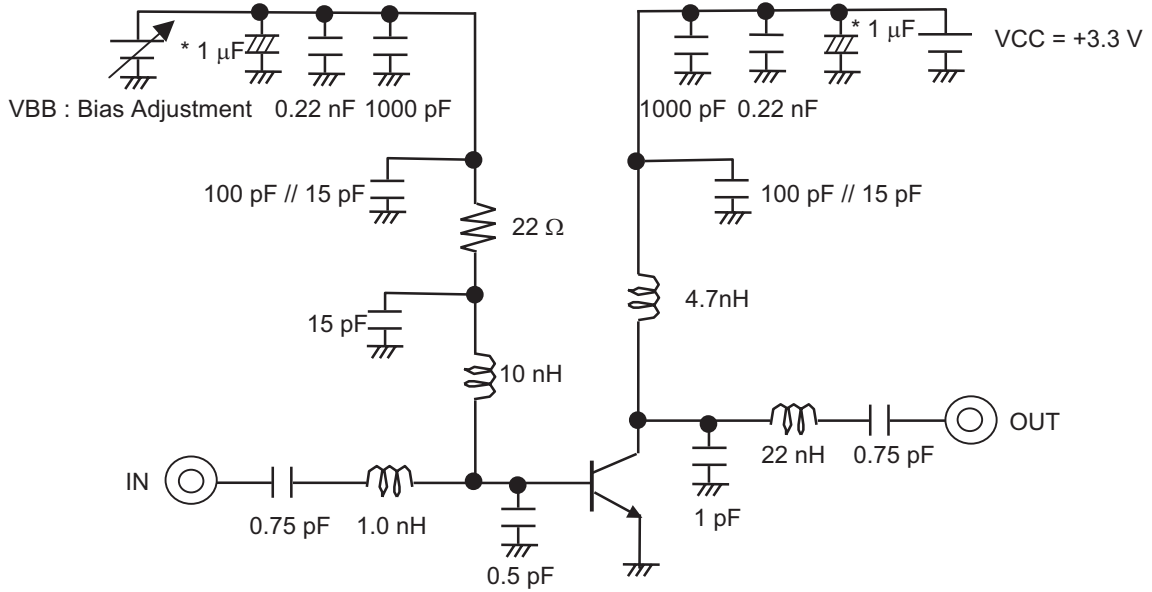 * 1 μF
* 1 μF
VCC = +3.3 V
VBB : Bias Adjustment
0.22 nF
1000 pF
1000 pF
0.22 nF
100 pF // 15 pF
100 pF // 15 pF
22 Ω
4.7nH
15 pF
10 nH
OUT
22 nH
0.75 pF
IN
1 pF
0.75 pF
1.0 nH
0.5 pF